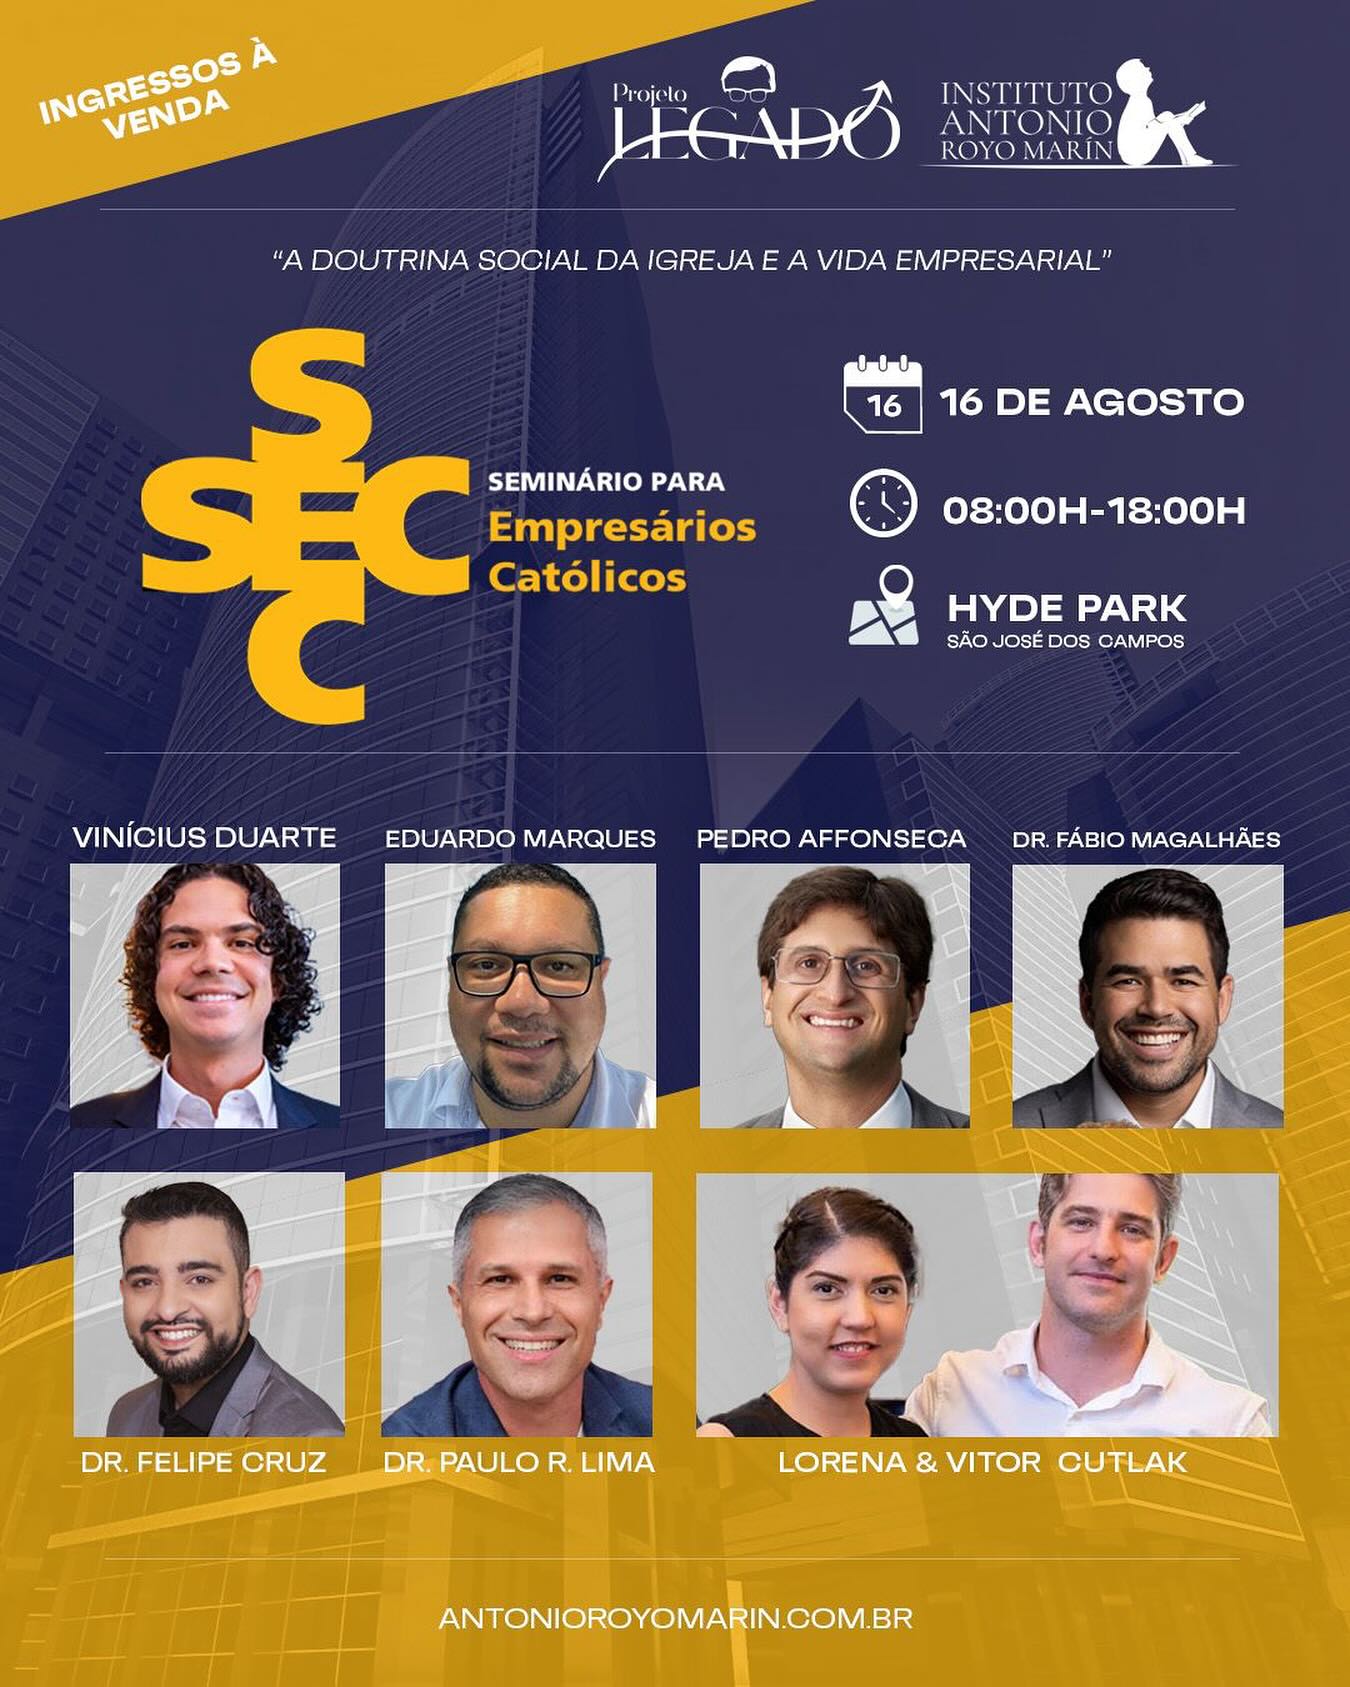 INGRESSOS À
VENDA
Projeto
LEGADO
INSTITUTO
ANTONIO
ROYO MARÍN
"A DOUTRINA SOCIAL DA IGREJA E A VIDA EMPRESARIAL"
S
SEC
C
SEMINÁRIO PARA
Empresários
Católicos
16
16 DE AGOSTO
08:00H-18:00H
HYDE PARK
SÃO JOSÉ DOS CAMPOS
VINÍCIUS DUARTE
EDUARDO MARQUES
PEDRO AFFONSECA
DR. FÁBIO MAGALHÃES
DR. FELIPE CRUZ
DR. PAULO R. LIMA
LORENA & VITOR CUTLAK
ANTONIOROYOMARIN.COM.BR